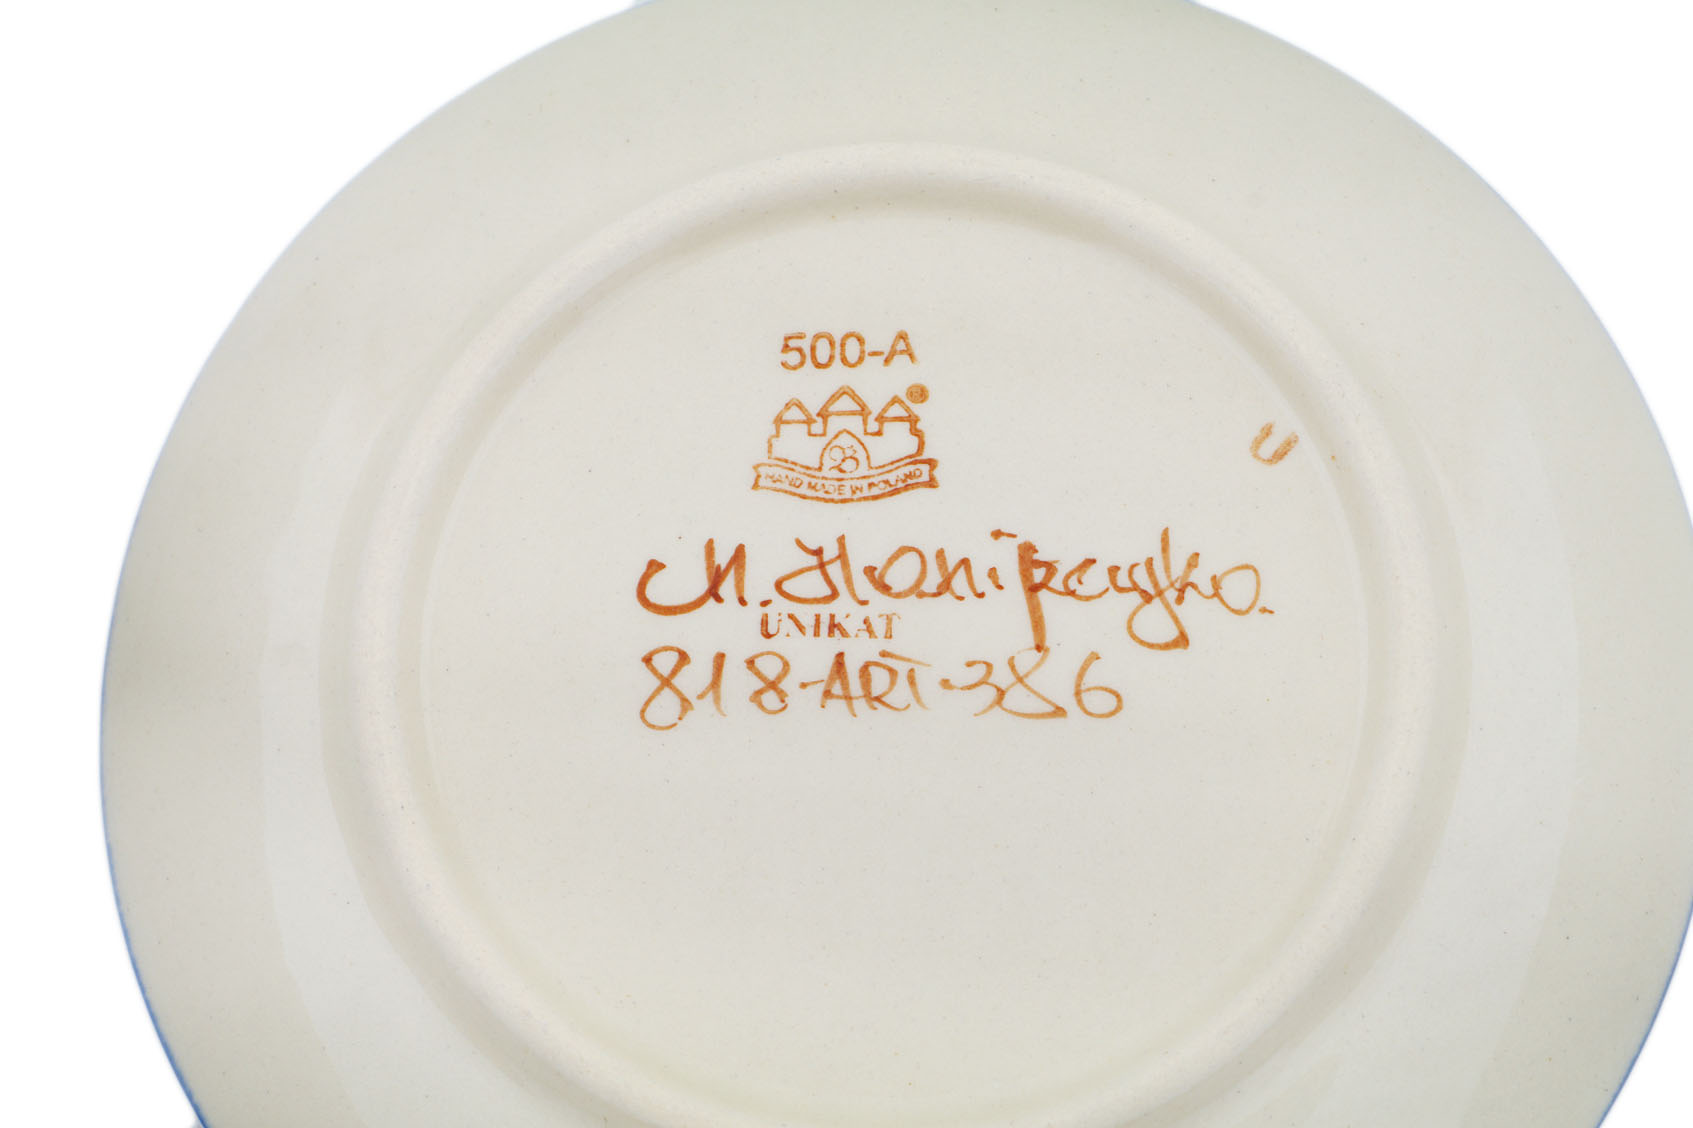 500-A
®
HAND MADE IN POLAND
U
M.
UNIKAT
818-ART-386